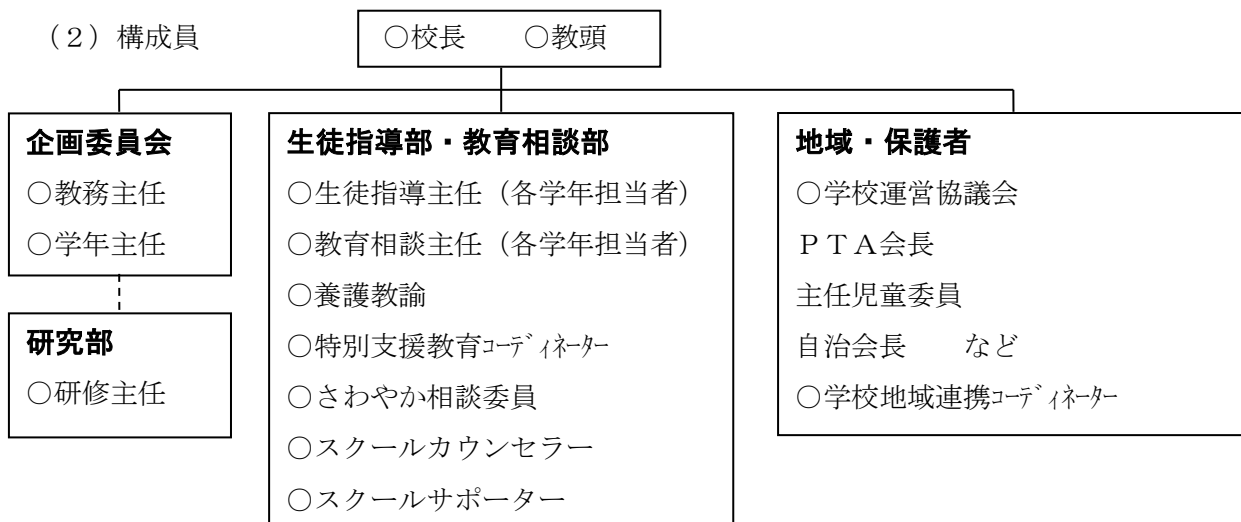 （２）構成員
○校長　　○教頭
企画委員会
○教務主任
○学年主任
研究部
○研修主任
生徒指導部・教育相談部
○生徒指導主任（各学年担当者）
○教育相談主任（各学年担当者）
○養護教諭
○特別支援教育ｺｰﾃﾞｨﾈｰﾀｰ
○さわやか相談委員
○スクールカウンセラー
○スクールサポーター
地域・保護者
○学校運営協議会
ＰＴＡ会長
主任児童委員
自治会長　　など
○学校地域連携ｺｰﾃﾞｨﾈｰﾀｰ